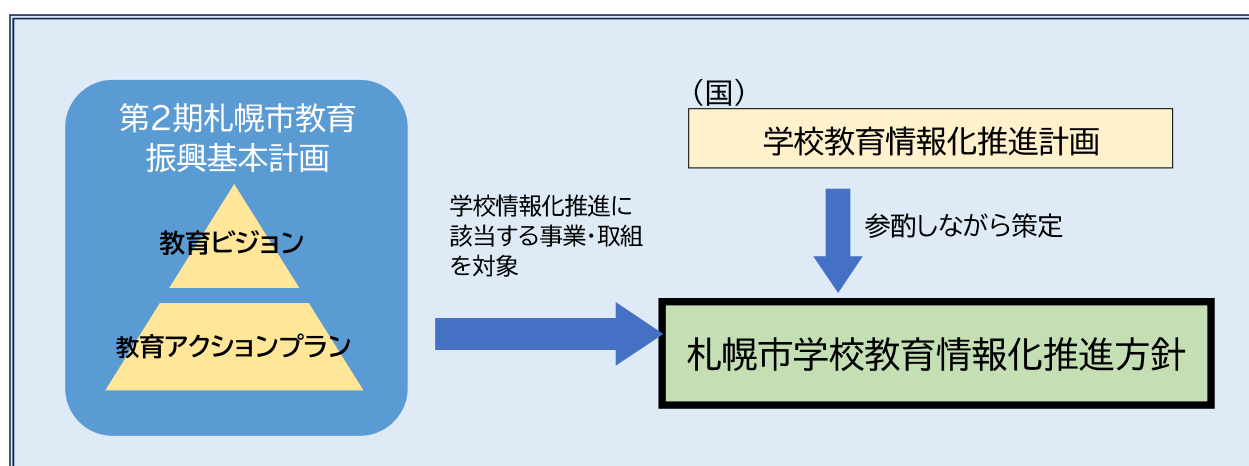 第2期札幌市教育
振興基本計画
教育ビジョン
教育アクションプラン
学校情報化推進に
該当する事業・取組
を対象
（国）
学校教育情報化推進計画
参酌しながら策定
札幌市学校教育情報化推進方針